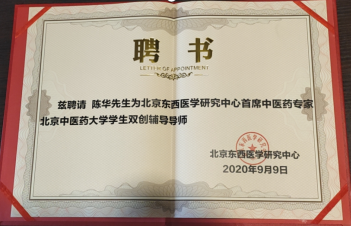 聘书
LETTER OF APPOINTMENT
兹聘请 陈华先生为北京东西医学研究中心首席中医药专家
北京中医药大学学生双创辅导导师
北京东西医学研究中心
2020年9月9日